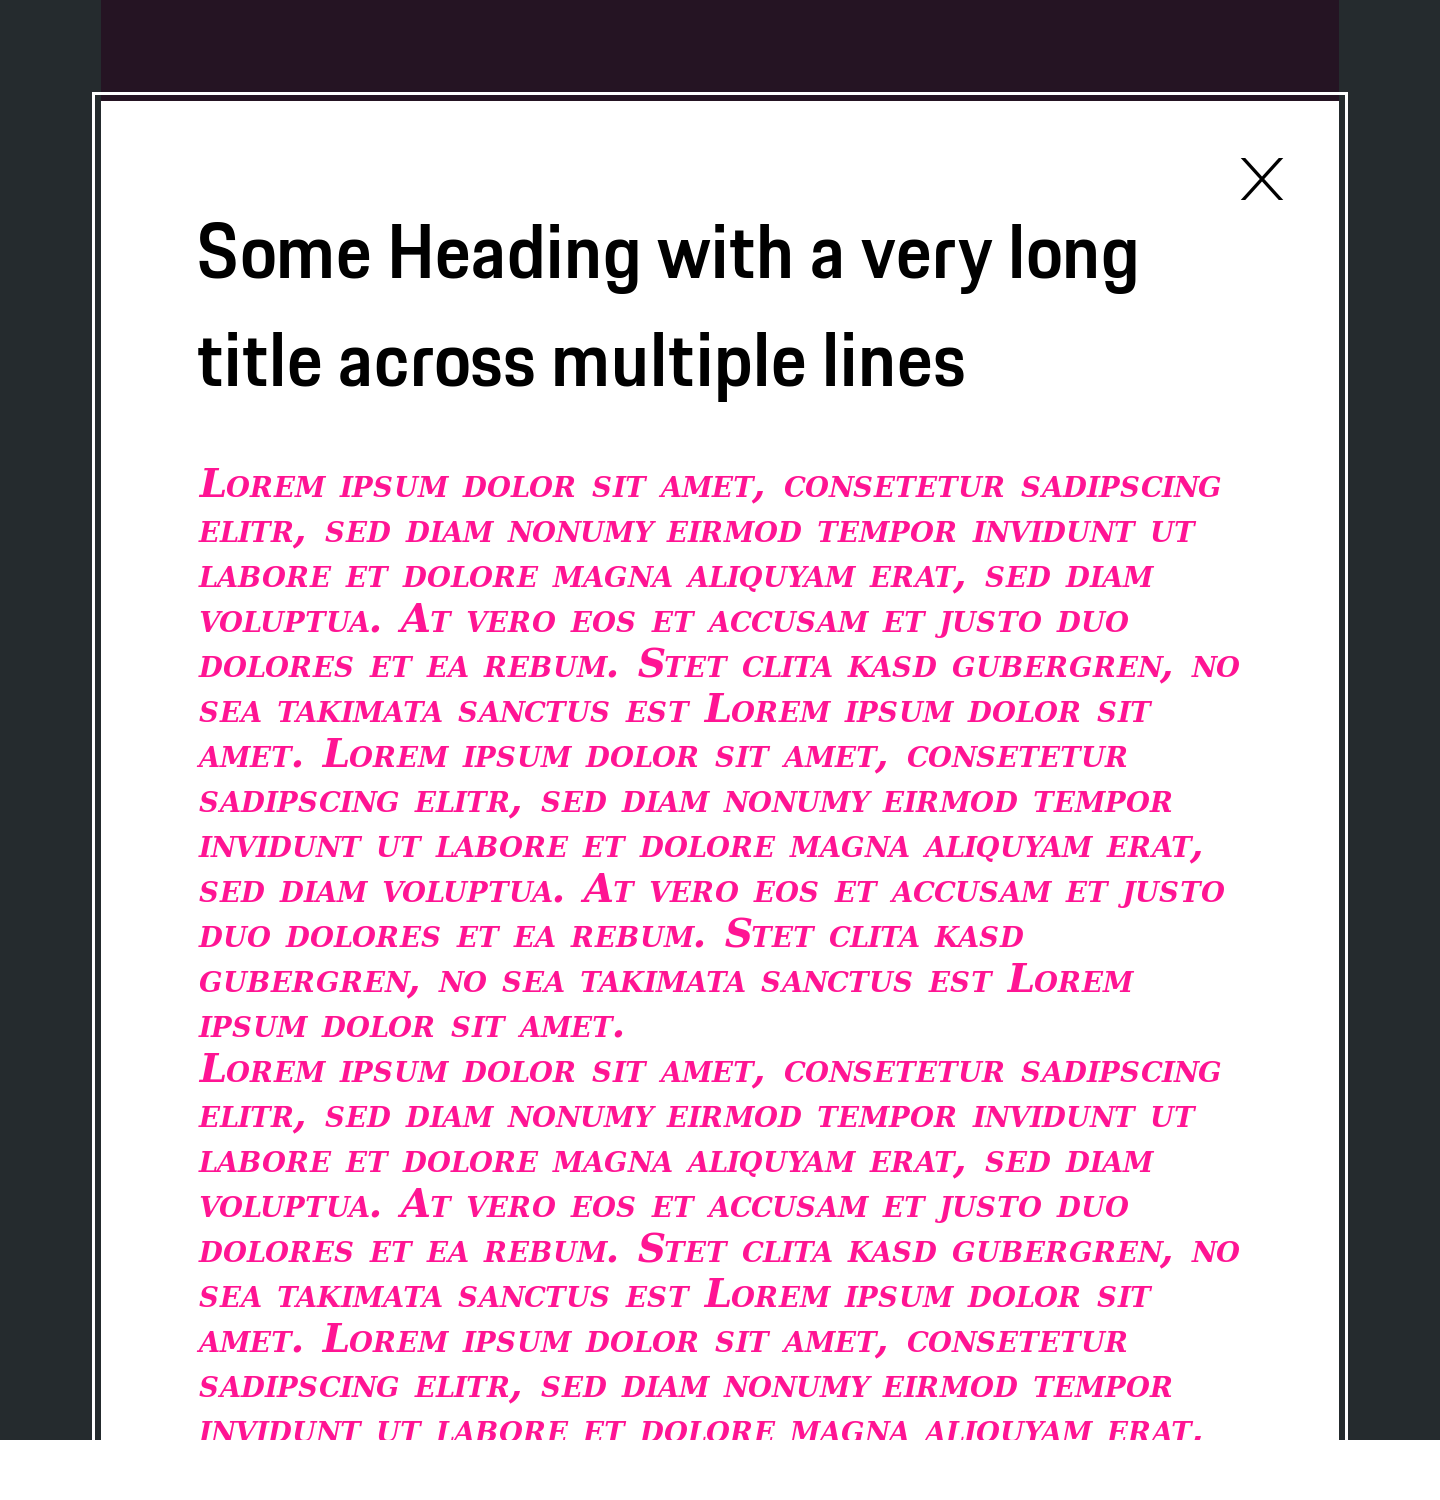 Some Heading with a very long
title across multiple lines
Lorem ipsum dolor sit amet, consetetur sadipscing
elitr, sed diam nonumy eirmod tempor invidunt ut
labore et dolore magna aliquyam erat, sed diam
voluptua. At vero eos et accusam et justo duo
dolores et ea rebum. Stet clita kasd gubergren, no
sea takimata sanctus est Lorem ipsum dolor sit
amet. Lorem ipsum dolor sit amet, consetetur
sadipscing elitr, sed diam nonumy eirmod tempor
invidunt ut labore et dolore magna aliquyam erat,
sed diam voluptua. At vero eos et accusam et justo
duo dolores et ea rebum. Stet clita kasd
gubergren, no sea takimata sanctus est Lorem
ipsum dolor sit amet.
Lorem ipsum dolor sit amet, consetetur sadipscing
elitr, sed diam nonumy eirmod tempor invidunt ut
labore et dolore magna aliquyam erat, sed diam
voluptua. At vero eos et accusam et justo duo
dolores et ea rebum. Stet clita kasd gubergren, no
sea takimata sanctus est Lorem ipsum dolor sit
amet. Lorem ipsum dolor sit amet, consetetur
sadipscing elitr, sed diam nonumy eirmod tempor
invidunt ut labore et dolore magna aliquyam erat,